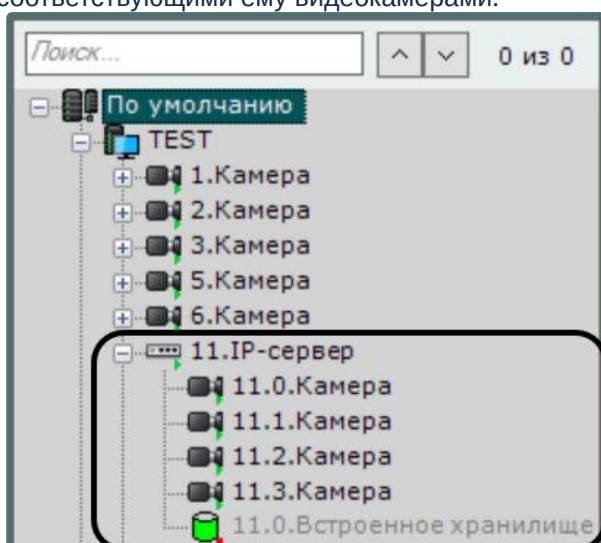 соответствующими ему видеокамерами.
Поиск...
0 из 0
По умолчанию
TEST
1.Камера
2.Камера
3.Камера
5.Камера
6.Камера
11.IP-сервер
11.0.Камера
11.1.Камера
11.2.Камера
11.3.Камера
11.0.Встроенное хранилище